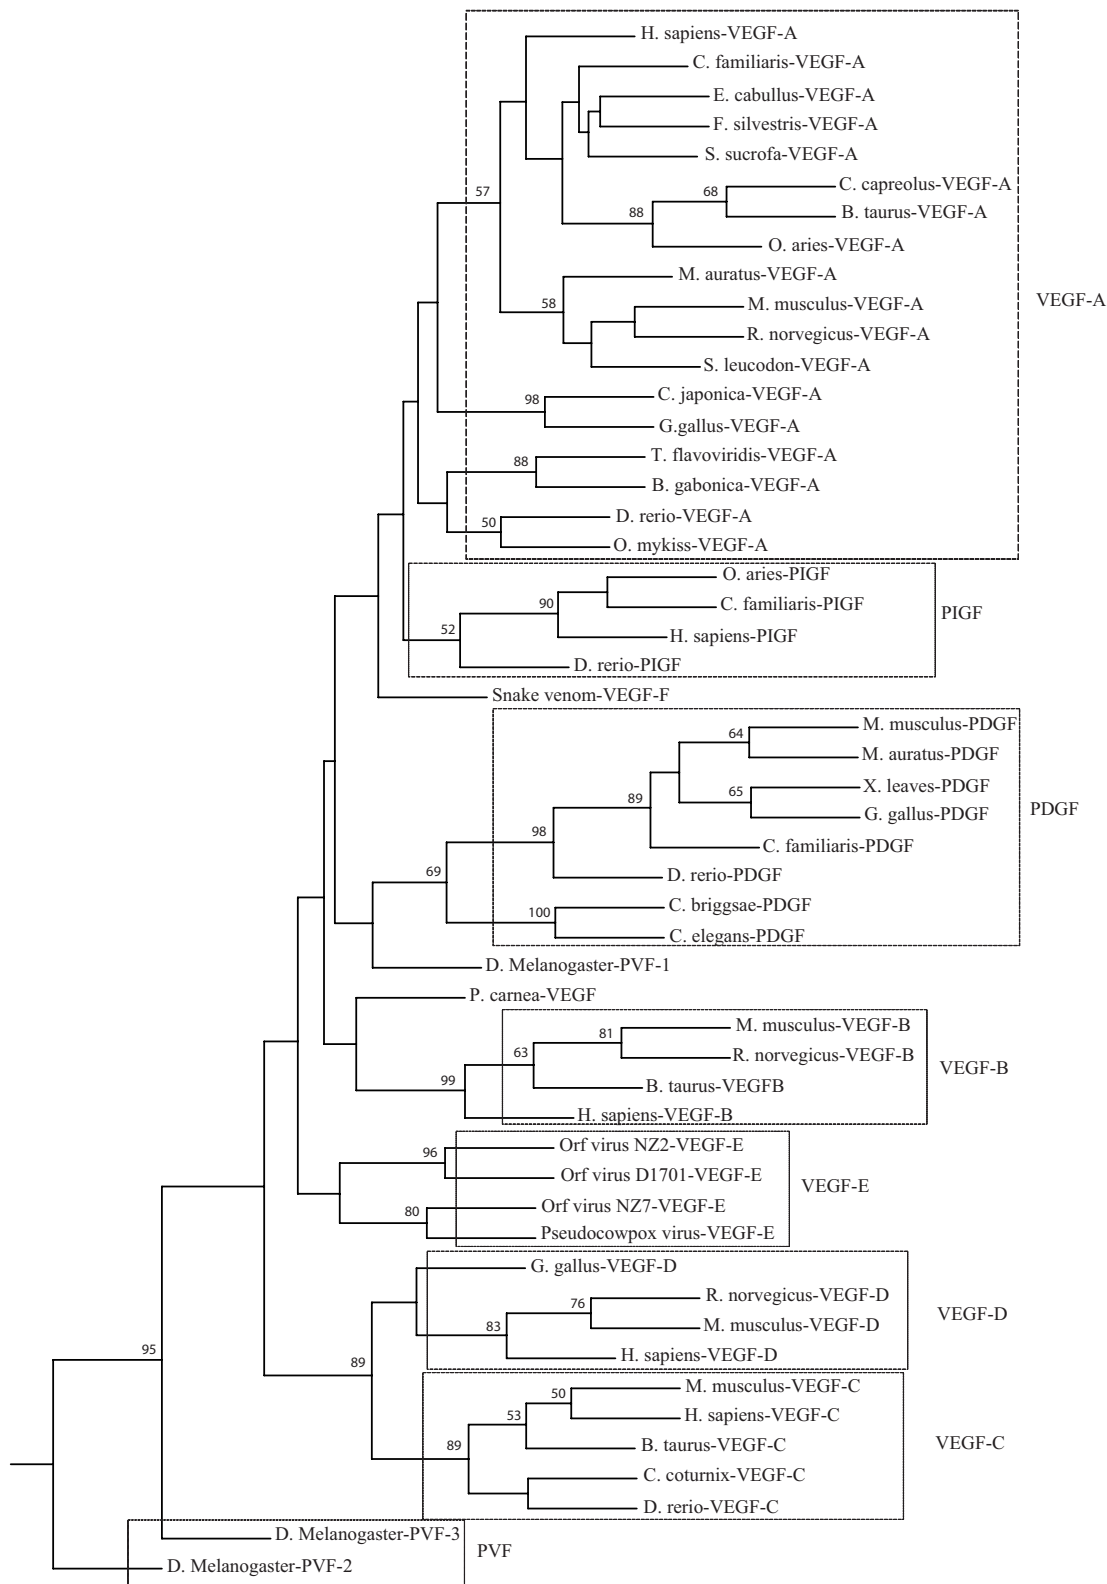 H. sapiens-VEGF-A
C. familiaris-VEGF-A
E. cabullus-VEGF-A
F. silvestris-VEGF-A
S. sucrofa-VEGF-A
57
68
C. capreolus-VEGF-A
88
B. taurus-VEGF-A
O. aries-VEGF-A
M. auratus-VEGF-A
58
M. musculus-VEGF-A
VEGF-A
R. norvegicus-VEGF-A
S. leucodon-VEGF-A
98
C. japonica-VEGF-A
G.gallus-VEGF-A
88
T. flavoviridis-VEGF-A
B. gabonica-VEGF-A
50
D. rerio-VEGF-A
O. mykiss-VEGF-A
O. aries-PIGF
90
C. familiaris-PIGF
PIGF
52
H. sapiens-PIGF
D. rerio-PIGF
Snake venom-VEGF-F
64
M. musculus-PDGF
M. auratus-PDGF
65
X. leaves-PDGF
89
G. gallus-PDGF
PDGF
98
C. familiaris-PDGF
69
D. rerio-PDGF
100
C. briggsae-PDGF
C. elegans-PDGF
D. Melanogaster-PVF-1
P. carnea-VEGF
81
M. musculus-VEGF-B
63
R. norvegicus-VEGF-B
VEGF-B
99
B. taurus-VEGFB
H. sapiens-VEGF-B
96
Orf virus NZ2-VEGF-E
Orf virus D1701-VEGF-E
VEGF-E
80
Orf virus NZ7-VEGF-E
Pseudocowpox virus-VEGF-E
G. gallus-VEGF-D
76
R. norvegicus-VEGF-D
VEGF-D
83
M. musculus-VEGF-D
95
89
H. sapiens-VEGF-D
50
M. musculus-VEGF-C
53
H. sapiens-VEGF-C
VEGF-C
89
B. taurus-VEGF-C
C. coturnix-VEGF-C
D. rerio-VEGF-C
D. Melanogaster-PVF-3
PVF
D. Melanogaster-PVF-2